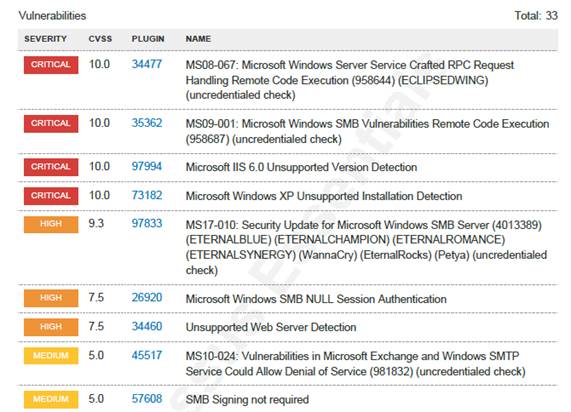 Vulnerabilities Total: 33
SEVERITY CVSS PLUGIN NAME
CRITICAL 10.0 34477 MS08-067: Microsoft Windows Server Service Crafted RPC Request
Handling Remote Code Execution (958644) (ECLIPSEDWING)
(uncredentialed check)
CRITICAL 10.0 35362 MS09-001: Microsoft Windows SMB Vulnerabilities Remote Code Execution
(958687) (uncredentialed check)
CRITICAL 10.0 97994 Microsoft IIS 6.0 Unsupported Version Detection
CRITICAL 10.0 73182 Microsoft Windows XP Unsupported Installation Detection
HIGH 9.3 97833 MS17-010: Security Update for Microsoft Windows SMB Server (4013389)
(ETERNALBLUE) (ETERNALCHAMPION) (ETERNALROMANCE)
(ETERNALSYNERGY) (WannaCry) (EternalRocks) (Petya) (uncredentialed
check)
HIGH 7.5 26920 Microsoft Windows SMB NULL Session Authentication
HIGH 7.5 34460 Unsupported Web Server Detection
MEDIUM 5.0 45517 MS10-024: Vulnerabilities in Microsoft Exchange and Windows SMTP
Service Could Allow Denial of Service (981832) (uncredentialed check)
MEDIUM 5.0 57608 SMB Signing not required